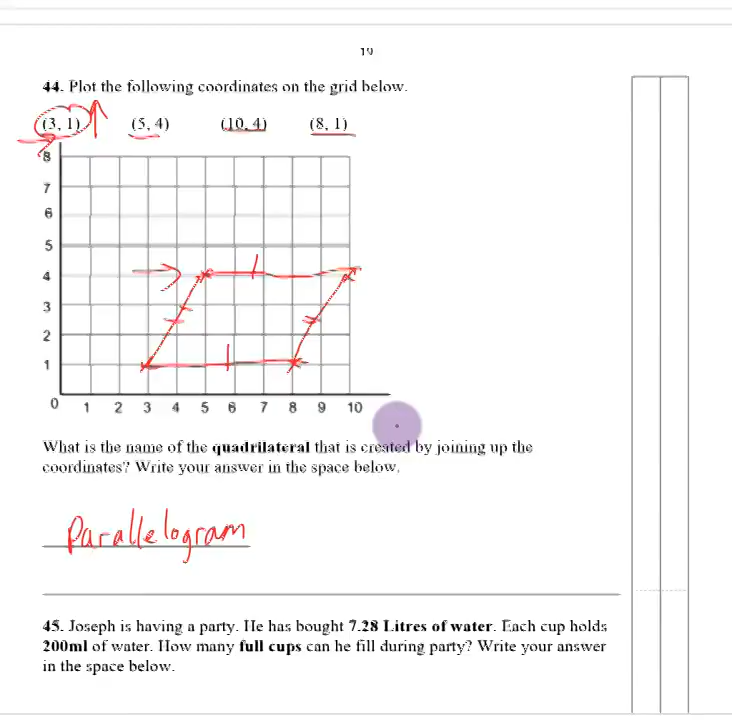 19
44. Plot the following coordinates on the grid below.
(3, 1) (5, 4) (10, 4) (8, 1)
8
7
6
5
4
3
2
1
0 1 2 3 4 5 6 7 8 9 10
What is the name of the quadrilateral that is created by joining up the
coordinates? Write your answer in the space below.
Parallelogram
45. Joseph is having a party. He has bought 7.28 Litres of water. Each cup holds
200ml of water. How many full cups can he fill during party? Write your answer
in the space below.